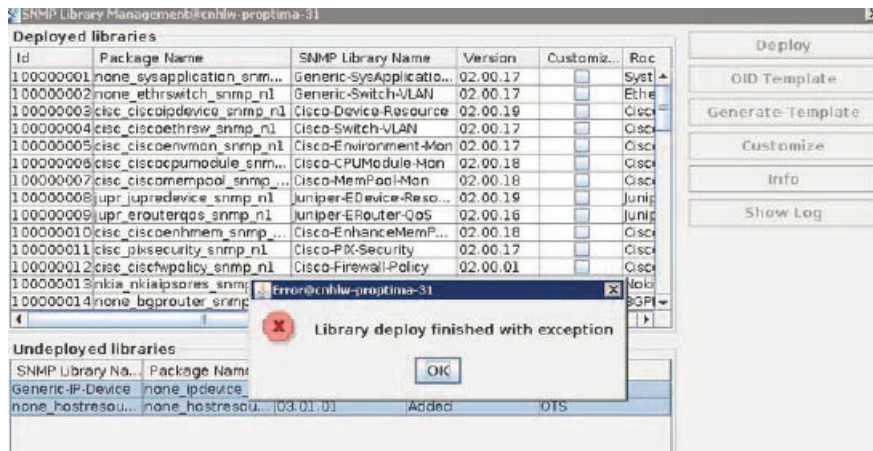 SNMP Library Management@cnhlw-proptima-31
Deployed libraries
Id Package Name SNMP Library Name Version Customiz... Roc
100000001 none_sysapplication_snm... Generic-SysApplicatio... 02.00.17 Syst
100000002 none_ethrswitch_snmp_n1 Generic-Switch-VLAN 02.00.17 Ethe
100000003 cisc_ciscoipdevice_snmp_n1 Cisco-Device-Resource 02.00.19 Cisc
100000004 cisc_ciscoethrsw_snmp_n1 Cisco-Switch-VLAN 02.00.17 Cisc
100000005 cisc_ciscoenvmon_snmp_n1 Cisco-Environment-Mon 02.00.17 Cisc
100000006 cisc_ciscocpumodule_snm... Cisco-CPUModule-Mon 02.00.18 Cisc
100000007 cisc_ciscomempool_snmp_... Cisco-MemPool-Mon 02.00.18 Cisc
100000008 jupr_jupredevice_snmp_n1 Juniper-EDevice-Reso... 02.00.19 Junip
100000009 jupr_erouterqos_snmp_n1 Juniper-ERouter-QoS 02.00.16 Junip
100000010 cisc_ciscoenhmem_snmp_... Cisco-EnhanceMemP... 02.00.18 Cisc
100000011 cisc_pixsecurity_snmp_n1 Cisco-PIX-Security 02.00.17 Cisc
100000012 cisc_ciscfwpolicy_snmp_n1 Cisco-Firewall-Policy 02.00.01 Cisc
100000013 nkia_nkiaipsores_snmp Noki
100000014 none_bgprouter_snmp BGPI
Deploy
OID Template
Generate Template
Customize
Info
Show Log
Error@cnhlw-proptima-31
Library deploy finished with exception
OK
Undeployed libraries
SNMP Library Na... Package Name
Generic-IP-Device none_ipdevice_
none_hostresou... none_hostresou... 03.01.01 Added OTS